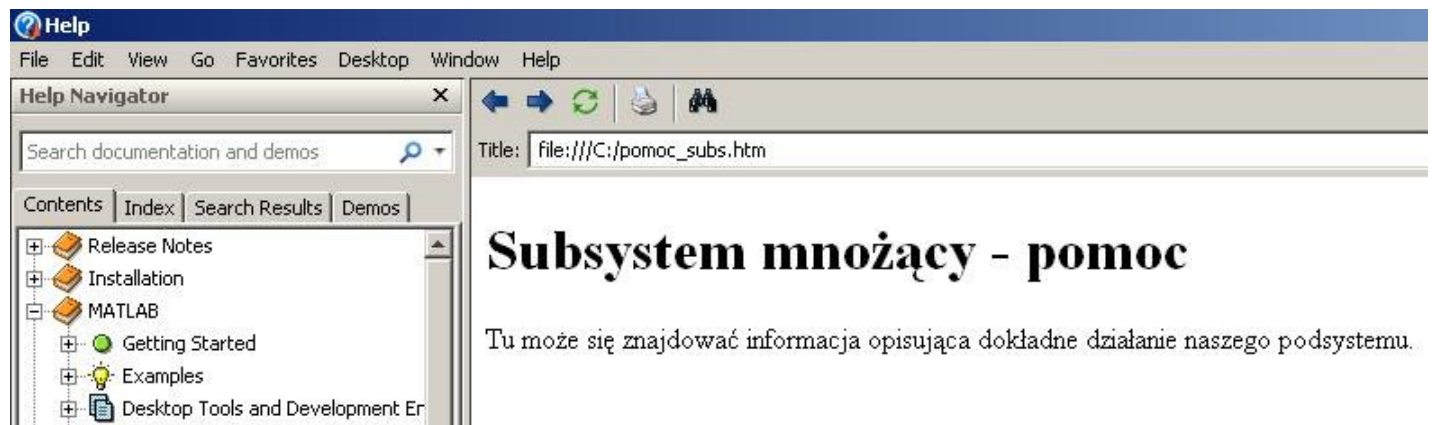 Help
File Edit View Go Favorites Desktop Window Help
Help Navigator
Search documentation and demos
Title: file:///C:/pomoc_subs.htm
Contents Index Search Results Demos
Release Notes
Installation
MATLAB
Getting Started
Examples
Desktop Tools and Development Er
Subsystem mnożący - pomoc
Tu może się znajdować informacja opisująca dokładne działanie naszego podsystemu.